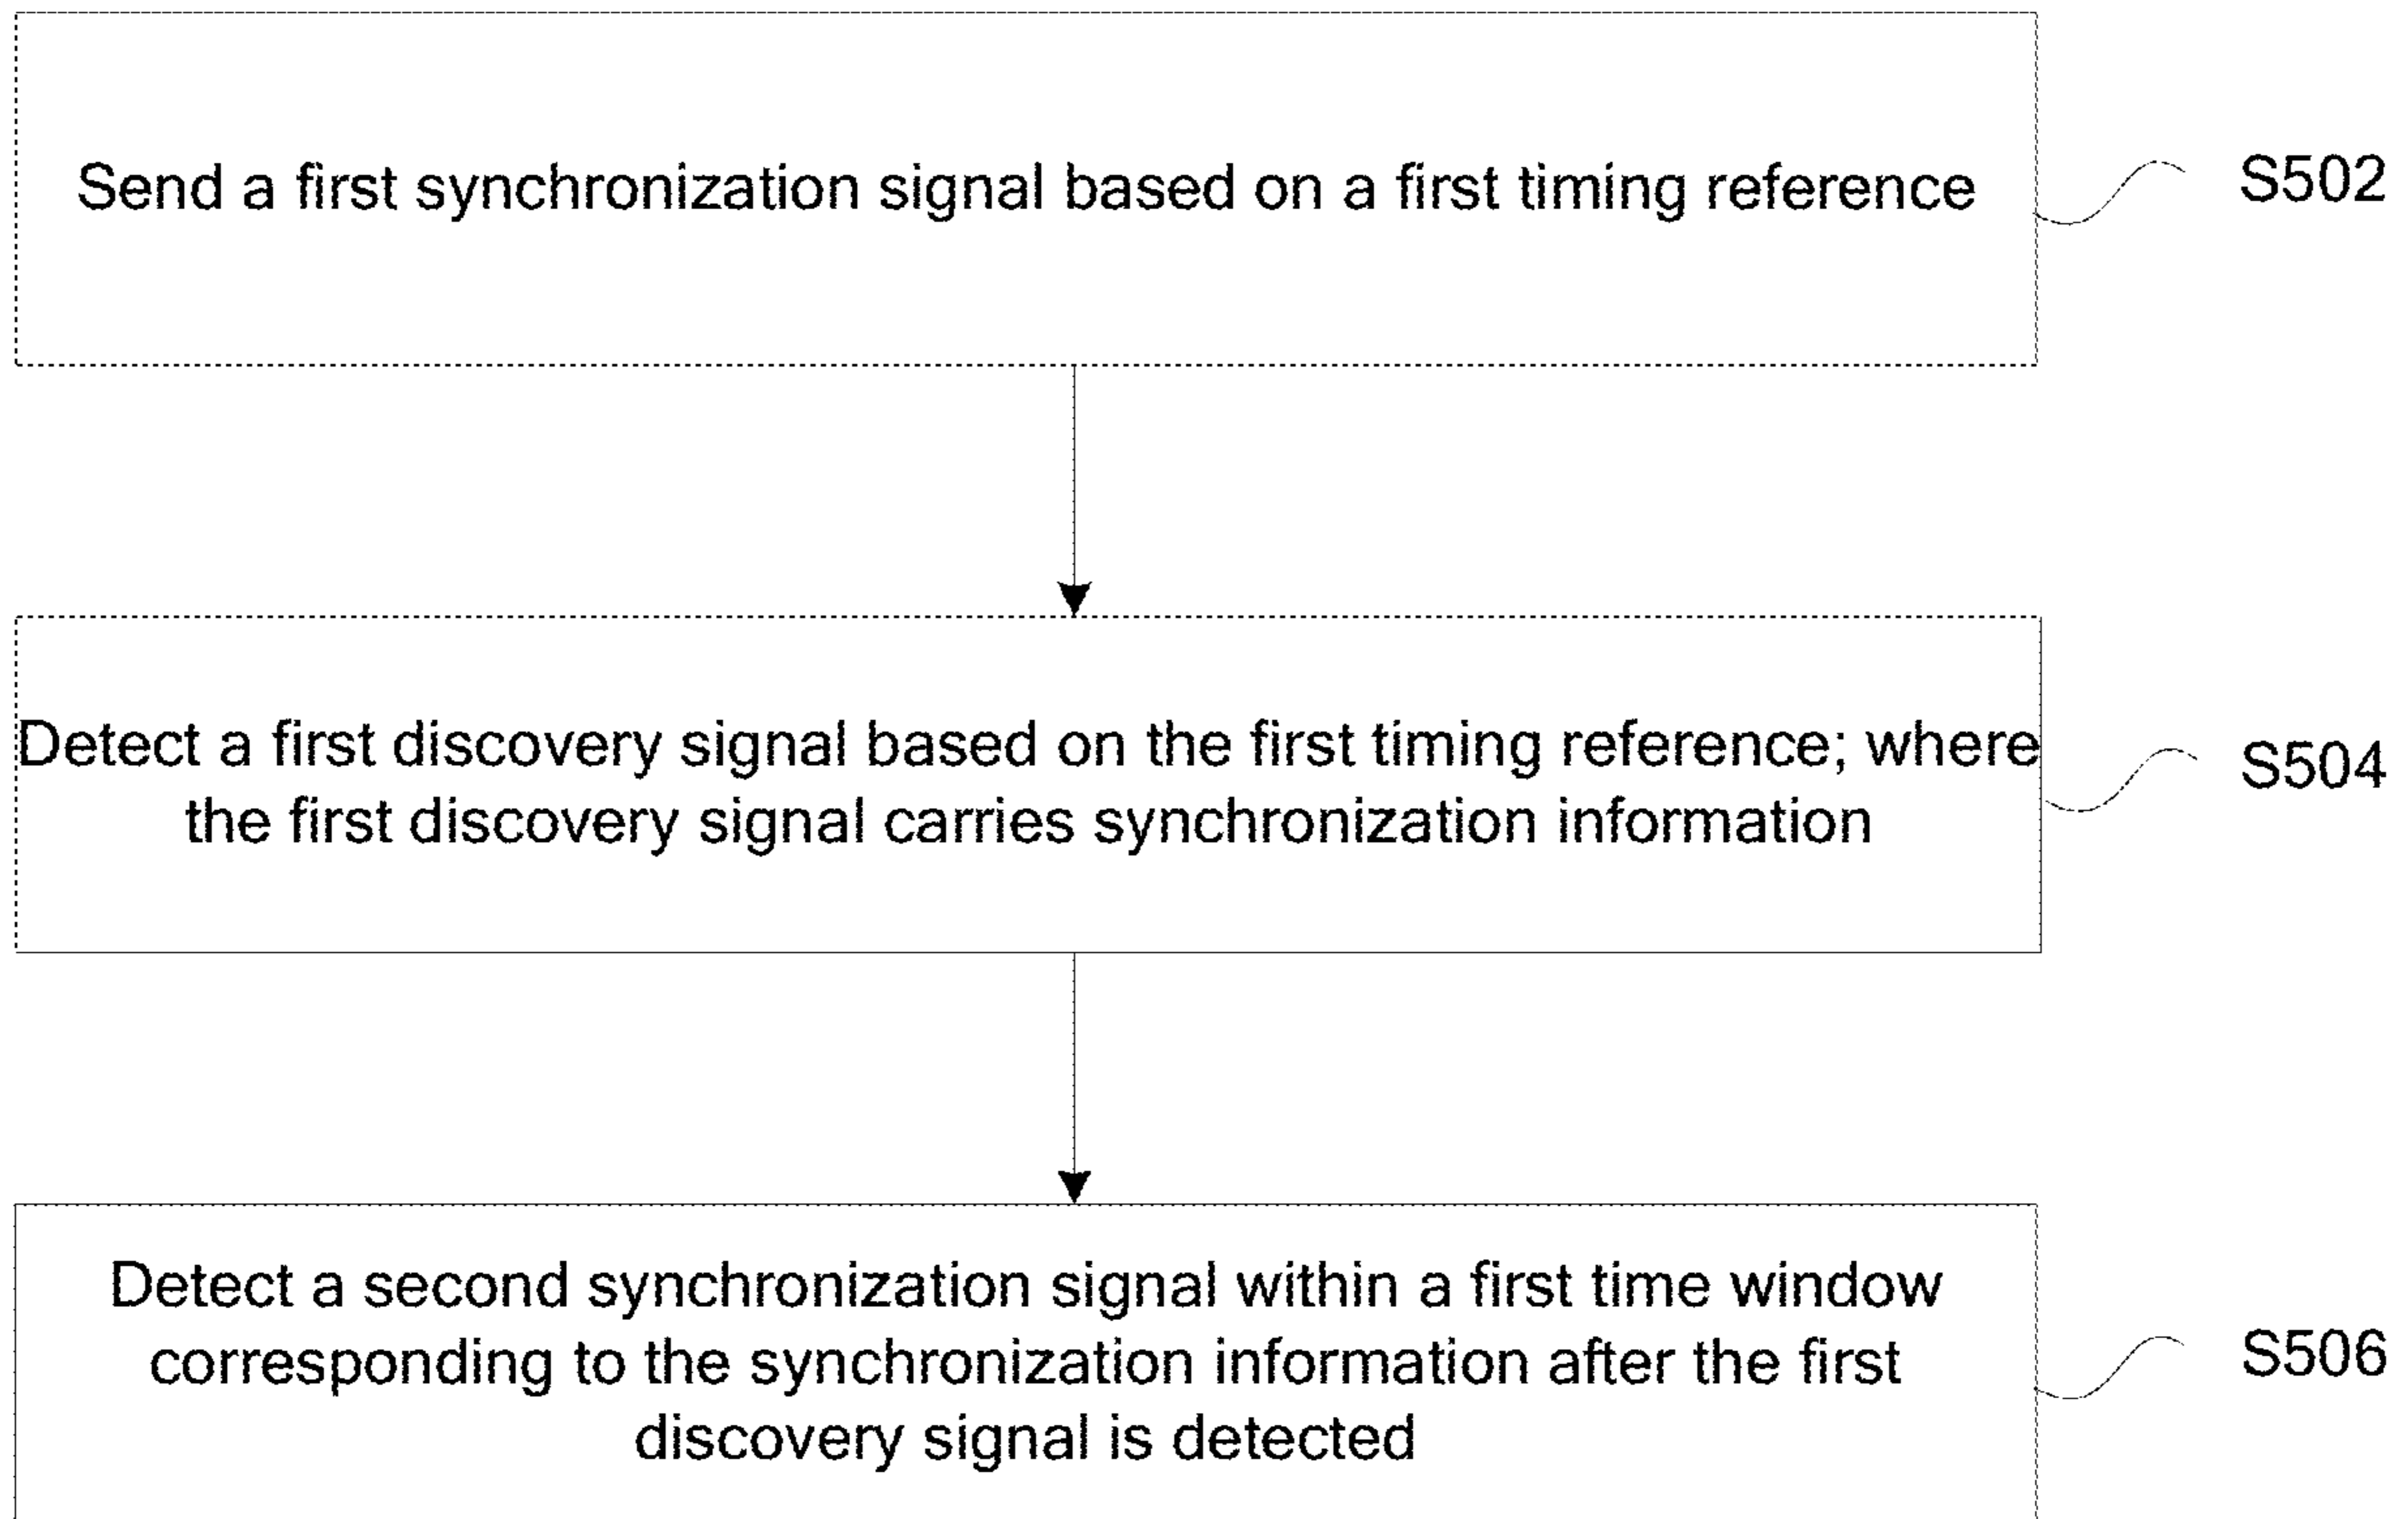 Send a first synchronization signal based on a first timing reference
S502
Detect a first discovery signal based on the first timing reference; where
the first discovery signal carries synchronization information
S504
Detect a second synchronization signal within a first time window
corresponding to the synchronization information after the first
discovery signal is detected
S506